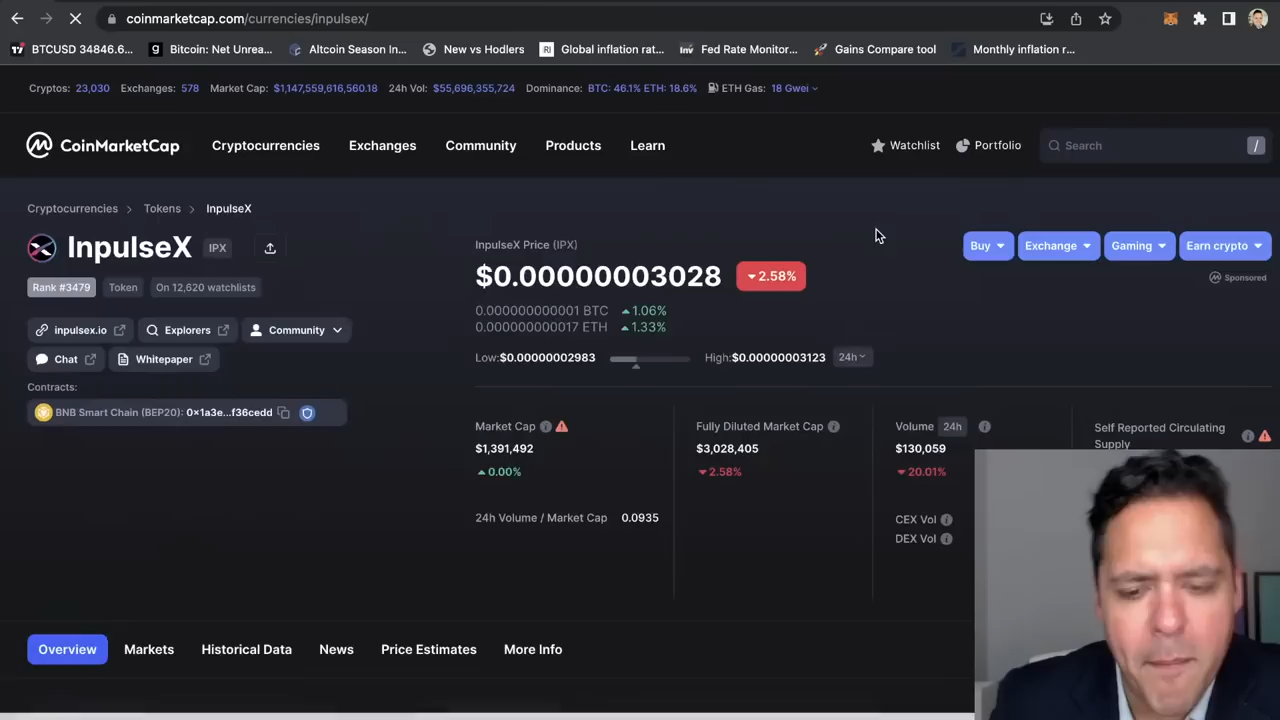 coinmarketcap.com/currencies/inpulsex/
BTCUSD 34846.6... Bitcoin: Net Unrea... Altcoin Season In... New vs Hodlers Global inflation rat... Fed Rate Monitor... Gains Compare tool Monthly inflation r...
Cryptos: 23,030 Exchanges: 578 Market Cap: $1,147,559,616,560.18 24h Vol: $55,696,355,724 Dominance: BTC: 46.1% ETH: 18.6% ETH Gas: 18 Gwei
CoinMarketCap Cryptocurrencies Exchanges Community Products Learn Watchlist Portfolio Search /
Cryptocurrencies > Tokens > InpulseX
InpulseX IPX
Rank #3479 Token On 12,620 watchlists
inpulsex.io Explorers Community
Chat Whitepaper
Contracts:
BNB Smart Chain (BEP20): 0x1a3e...f36cedd
InpulseX Price (IPX)
$0.00000003028 2.58%
0.000000000001 BTC 1.06%
0.000000000017 ETH 1.33%
Low:$0.00000002983 High:$0.00000003123 24h
Buy Exchange Gaming Earn crypto
Sponsored
Market Cap
$1,391,492
0.00%
24h Volume / Market Cap 0.0935
Fully Diluted Market Cap
$3,028,405
2.58%
Volume 24h
$130,059
20.01%
CEX Vol
DEX Vol
Self Reported Circulating
Supply
Overview Markets Historical Data News Price Estimates More Info